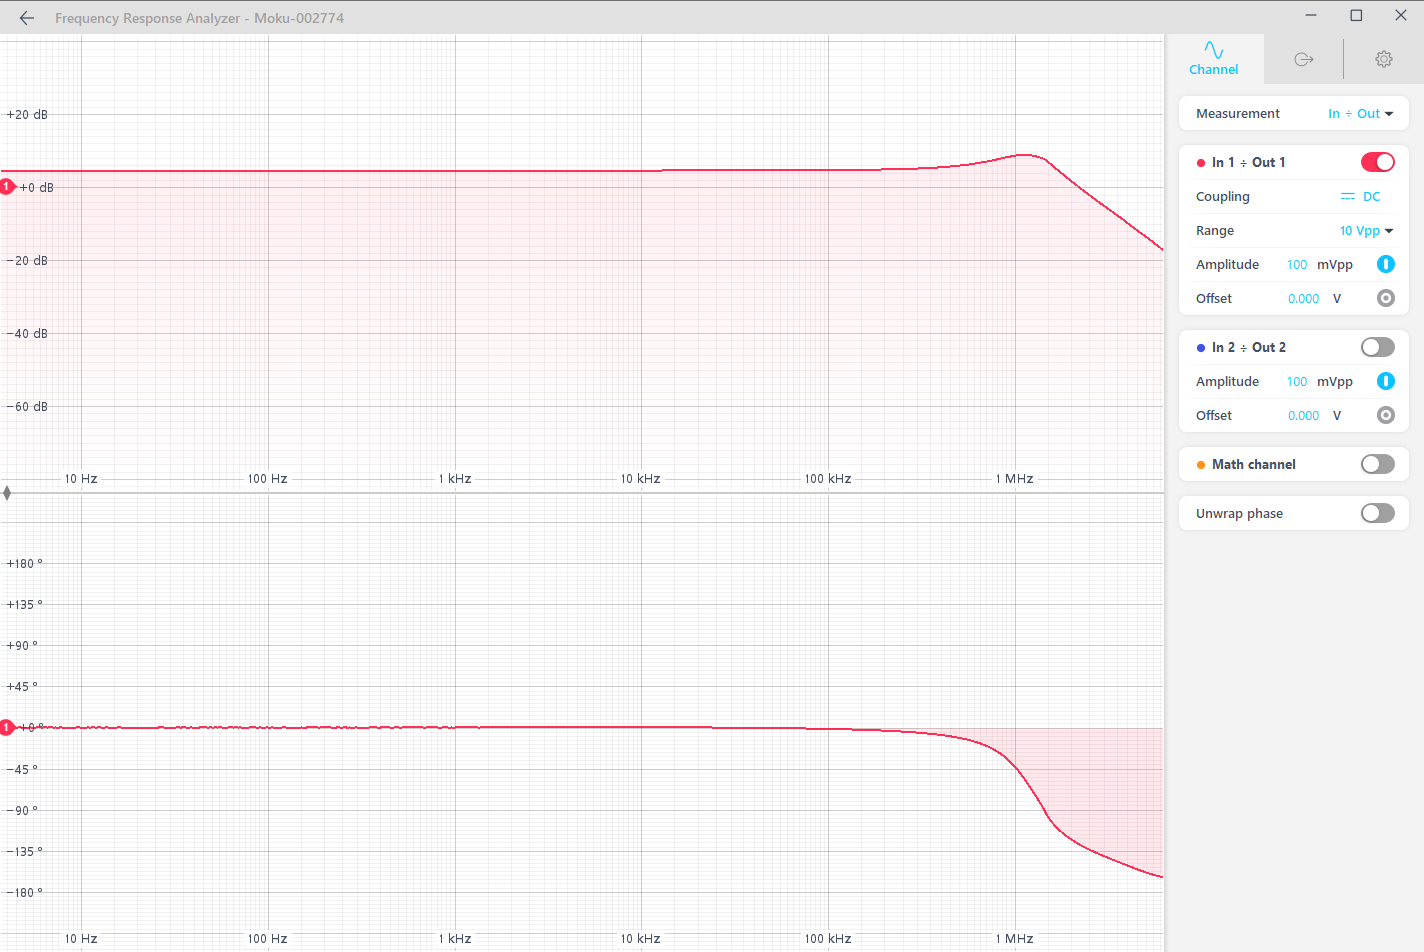 Frequency Response Analyzer - Moku-002774
Channel
+20 dB
1 +0 dB
−20 dB
−40 dB
−60 dB
10 Hz 100 Hz 1 kHz 10 kHz 100 kHz 1 MHz
+180 °
+135 °
+90 °
+45 °
1 +0 °
−45 °
−90 °
−135 °
−180 °
10 Hz 100 Hz 1 kHz 10 kHz 100 kHz 1 MHz
Measurement In ÷ Out
In 1 ÷ Out 1
Coupling DC
Range 10 Vpp
Amplitude 100 mVpp
Offset 0.000 V
In 2 ÷ Out 2
Amplitude 100 mVpp
Offset 0.000 V
Math channel
Unwrap phase